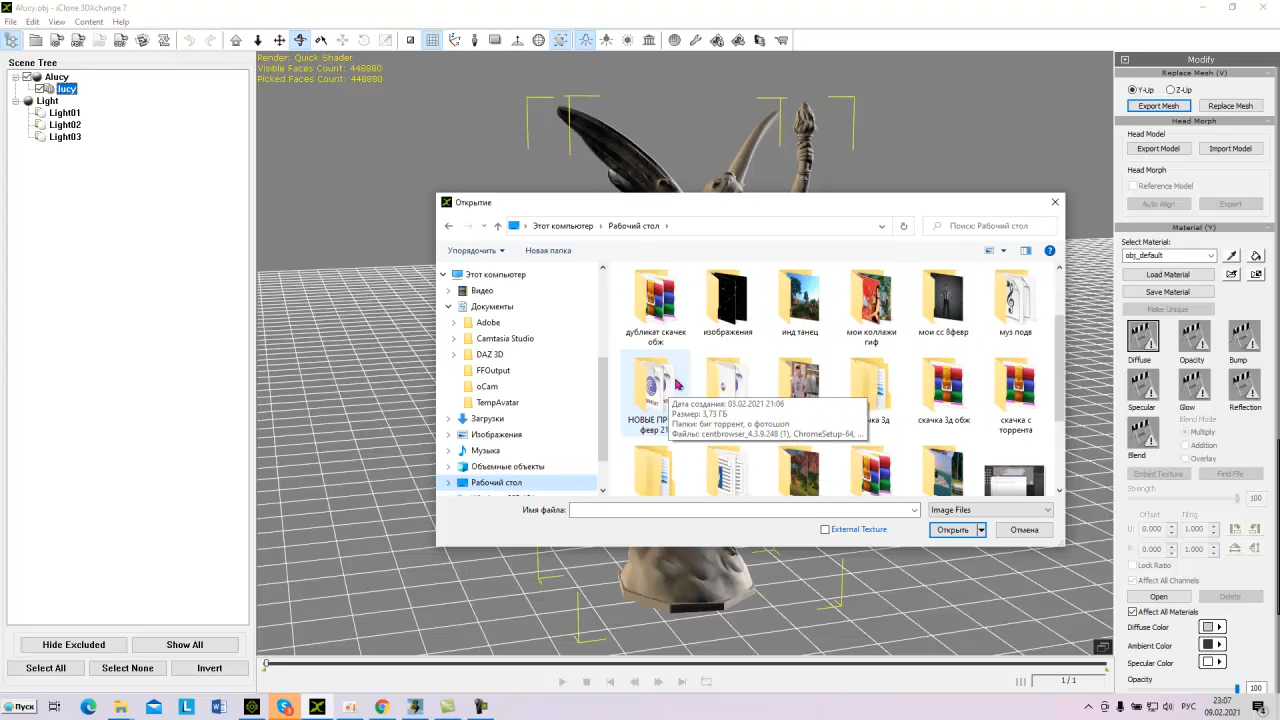 Alucy.obj - iClone 3DXchange 7
File Edit View Content Help
Scene Tree
Alucy
lucy
Light
Light01
Light02
Light03
Hide Excluded Show All
Select All Select None Invert
Render: Quick Shader
Visible Faces Count: 448880
Picked Faces Count: 448880
Открытие
Этот компьютер › Рабочий стол ›
Поиск: Рабочий стол
Упорядочить Новая папка
Этот компьютер
Видео
Документы
Adobe
Camtasia Studio
DAZ 3D
FFOutput
oCam
TempAvatar
Загрузки
Изображения
Музыка
Объемные объекты
Рабочий стол
дубликат скачек обж
изображения
инд танец
мои коллажи гиф
мои сс 8февр
муз подв
НОВЫЕ ПР
февр 21
скачка 3д
скачка 3д обж
скачка с торрента
Дата создания: 03.02.2021 21:06
Размер: 3,73 ГБ
Папки: биг торрент, о фотошоп
Файлы: centbrowser_4.3.9.248 (1), ChromeSetup-64, ...
Имя файла:
Image Files
External Texture
Открыть Отмена
Modify
Replace Mesh (V)
Y-Up Z-Up
Export Mesh Replace Mesh
Head Morph
Head Model
Export Model Import Model
Head Morph
Reference Model
Auto Align Export
Material (Y)
Select Material:
obj_default
Load Material
Save Material
Make Unique
Diffuse Opacity Bump
Specular Glow Reflection
Blend
Blend Mode:
Multiply
Addition
Overlay
Embed Texture Find File
Strength
100
Offset Tiling
U: 0.000 1.000
V: 0.000 1.000
Lock Ratio
Affect All Channels
Open Delete
Affect All Materials
Diffuse Color
Ambient Color
Specular Color
Opacity
100
1 / 1
Пуск
РУС
23:07
09.02.2021
4